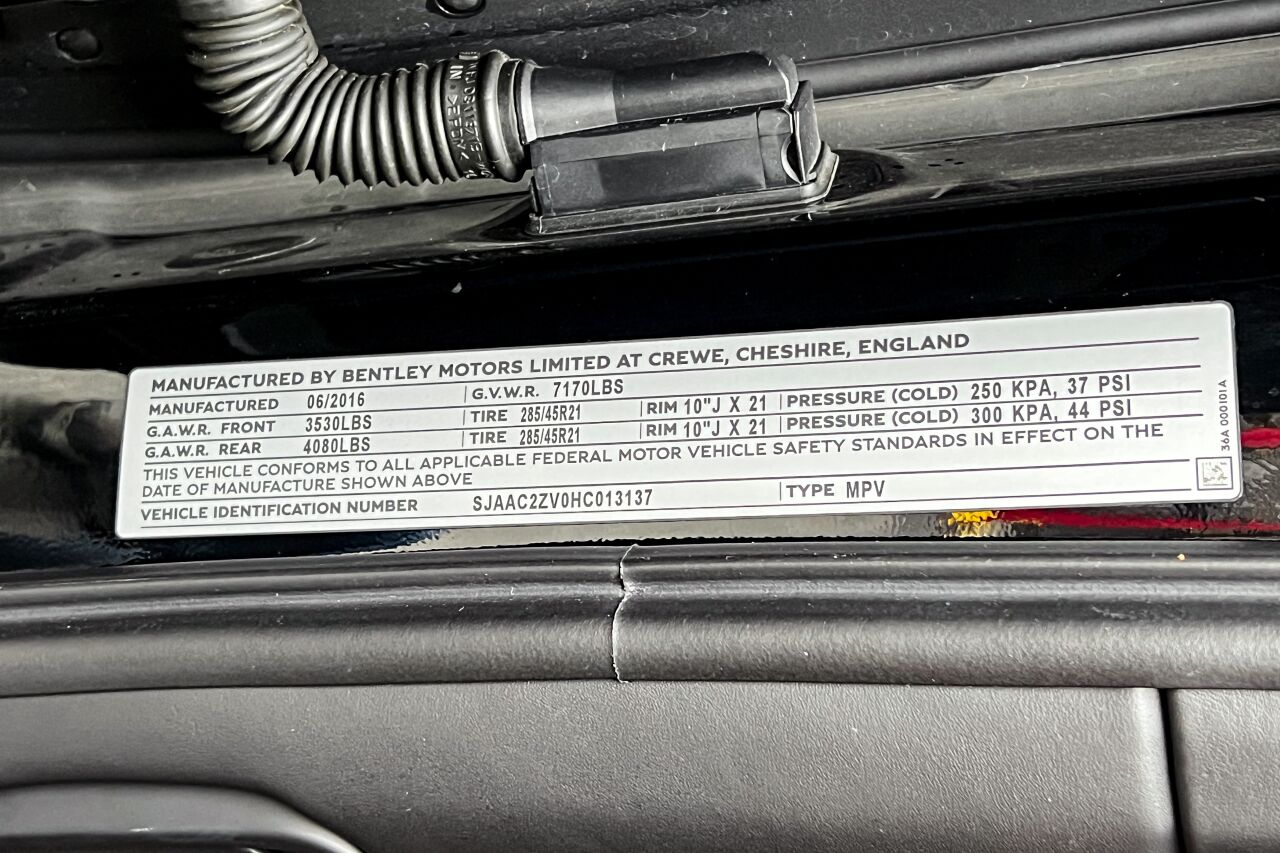 MANUFACTURED BY BENTLEY MOTORS LIMITED AT CREWE, CHESHIRE, ENGLAND
MANUFACTURED 06/2016 G.V.W.R. 7170LBS
G.A.W.R. FRONT 3530LBS TIRE 285/45R21 RIM 10"J X 21 PRESSURE (COLD) 250 KPA, 37 PSI
G.A.W.R. REAR 4080LBS TIRE 285/45R21 RIM 10"J X 21 PRESSURE (COLD) 300 KPA, 44 PSI
THIS VEHICLE CONFORMS TO ALL APPLICABLE FEDERAL MOTOR VEHICLE SAFETY STANDARDS IN EFFECT ON THE
DATE OF MANUFACTURE SHOWN ABOVE
VEHICLE IDENTIFICATION NUMBER SJAAC2ZV0HC013137 TYPE MPV
36A 000101A